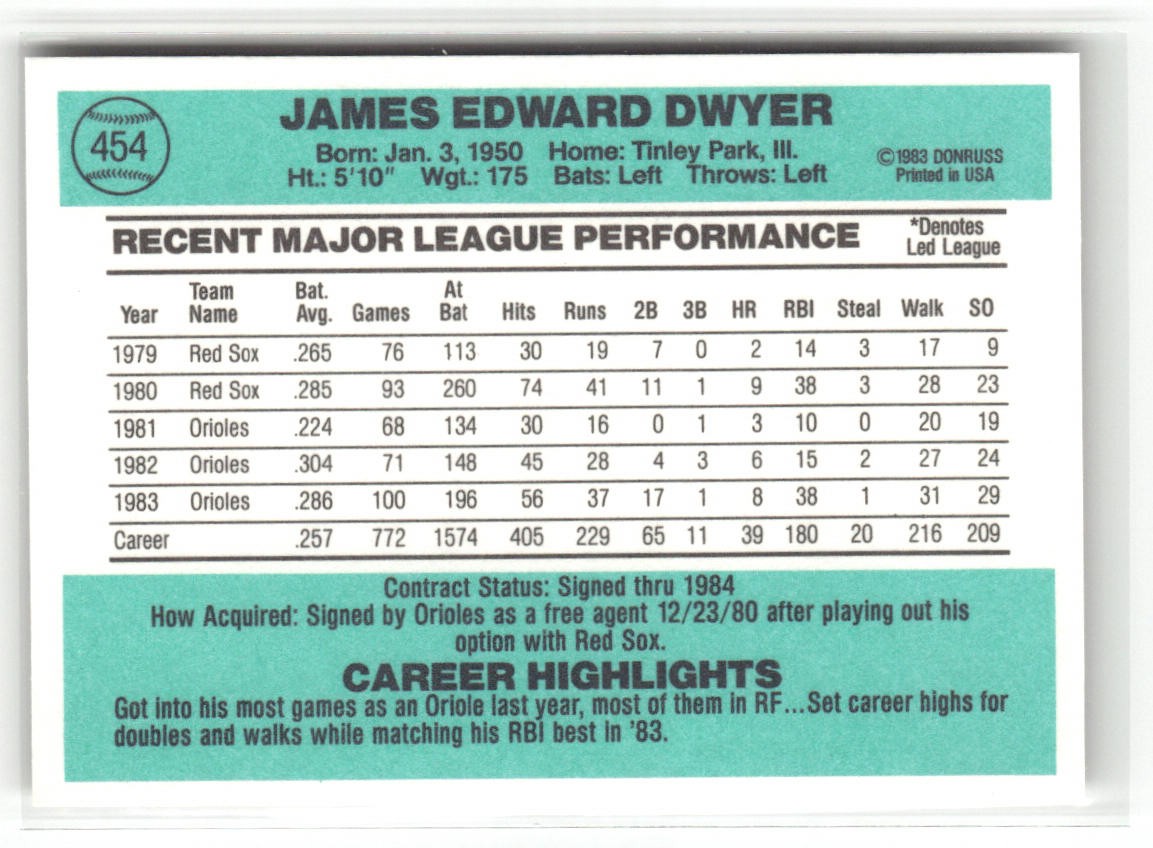 454
JAMES EDWARD DWYER
Born: Jan. 3, 1950 Home: Tinley Park, Ill.
Ht.: 5'10" Wgt.: 175 Bats: Left Throws: Left
©1983 DONRUSS
Printed in USA
RECENT MAJOR LEAGUE PERFORMANCE
*Denotes
Led League
Year Team Name Bat. Avg. Games At Bat Hits Runs 2B 3B HR RBI Steal Walk SO
1979 Red Sox .265 76 113 30 19 7 0 2 14 3 17 9
1980 Red Sox .285 93 260 74 41 11 1 9 38 3 28 23
1981 Orioles .224 68 134 30 16 0 1 3 10 0 20 19
1982 Orioles .304 71 148 45 28 4 3 6 15 2 27 24
1983 Orioles .286 100 196 56 37 17 1 8 38 1 31 29
Career .257 772 1574 405 229 65 11 39 180 20 216 209
Contract Status: Signed thru 1984
How Acquired: Signed by Orioles as a free agent 12/23/80 after playing out his
option with Red Sox.
CAREER HIGHLIGHTS
Got into his most games as an Oriole last year, most of them in RF...Set career highs for
doubles and walks while matching his RBI best in '83.